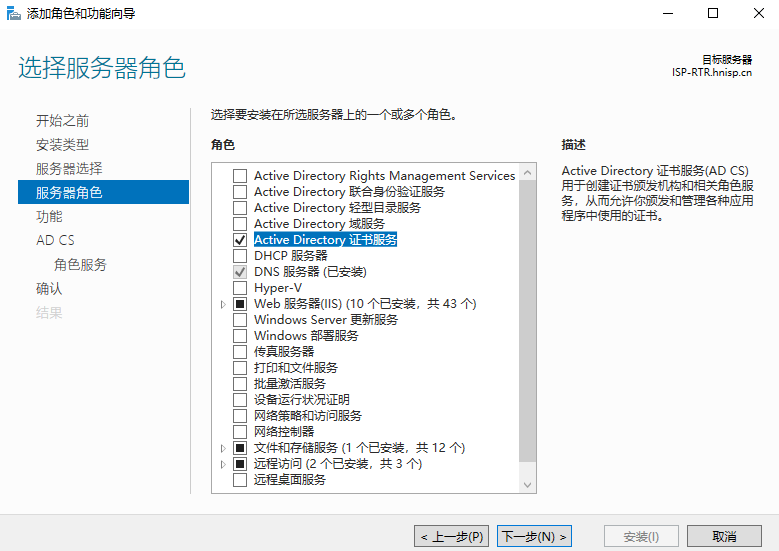 添加角色和功能向导
选择服务器角色
目标服务器
ISP-RTR.hnisp.cn
开始之前
安装类型
服务器选择
服务器角色
功能
AD CS
角色服务
确认
结果
选择要安装在所选服务器上的一个或多个角色。
角色
Active Directory Rights Management Services
Active Directory 联合身份验证服务
Active Directory 轻型目录服务
Active Directory 域服务
Active Directory 证书服务
DHCP 服务器
DNS 服务器 (已安装)
Hyper-V
Web 服务器(IIS) (10 个已安装，共 43 个)
Windows Server 更新服务
Windows 部署服务
传真服务器
打印和文件服务
批量激活服务
设备运行状况证明
网络策略和访问服务
网络控制器
文件和存储服务 (1 个已安装，共 12 个)
远程访问 (2 个已安装，共 3 个)
远程桌面服务
描述
Active Directory 证书服务(AD CS)
用于创建证书颁发机构和相关角色服
务，从而允许你颁发和管理各种应用
程序中使用的证书。
< 上一步(P)
下一步(N) >
安装(I)
取消